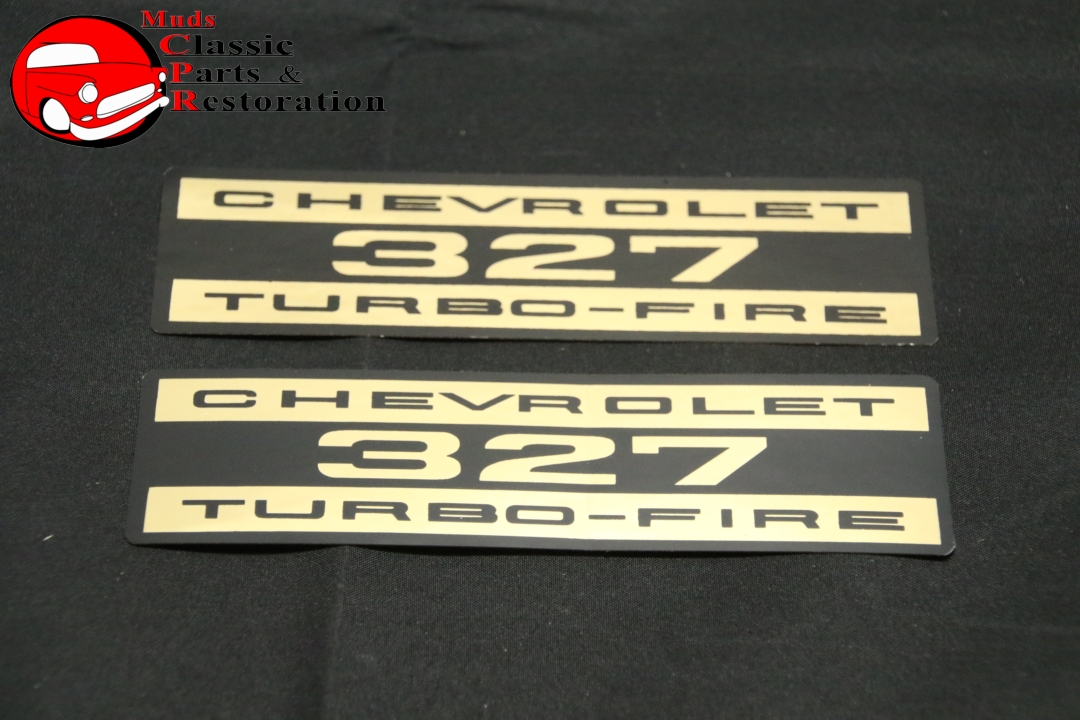 Muds
Classic
Parts &
Restoration
CHEVROLET
327
TURBO-FIRE
CHEVROLET
327
TURBO-FIRE